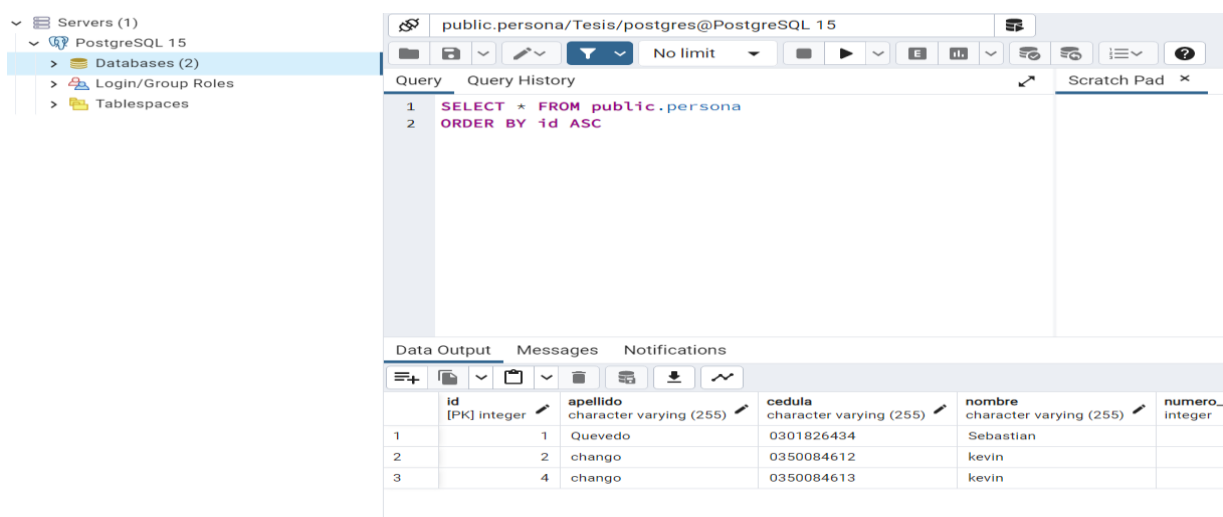 Servers (1)
PostgreSQL 15
Databases (2)
Login/Group Roles
Tablespaces
public.persona/Tesis/postgres@PostgreSQL 15
No limit
E
Query Query History
Scratch Pad ×
1 SELECT * FROM public.persona
2 ORDER BY id ASC
Data Output Messages Notifications
id apellido cedula nombre numero_
[PK] integer character varying (255) character varying (255) character varying (255) integer
1 1 Quevedo 0301826434 Sebastian
2 2 chango 0350084612 kevin
3 4 chango 0350084613 kevin